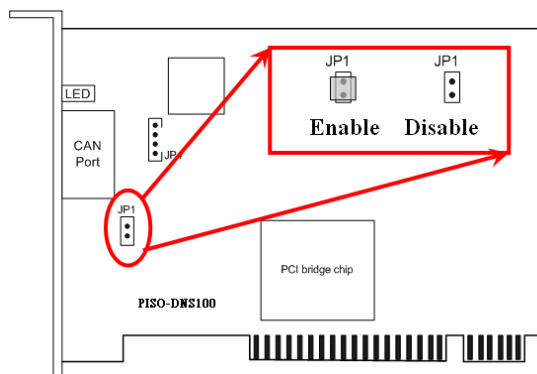 JP1 JP1
Enable Disable
LED
CAN
Port
JP1
PCI bridge chip
PISO-DNS100